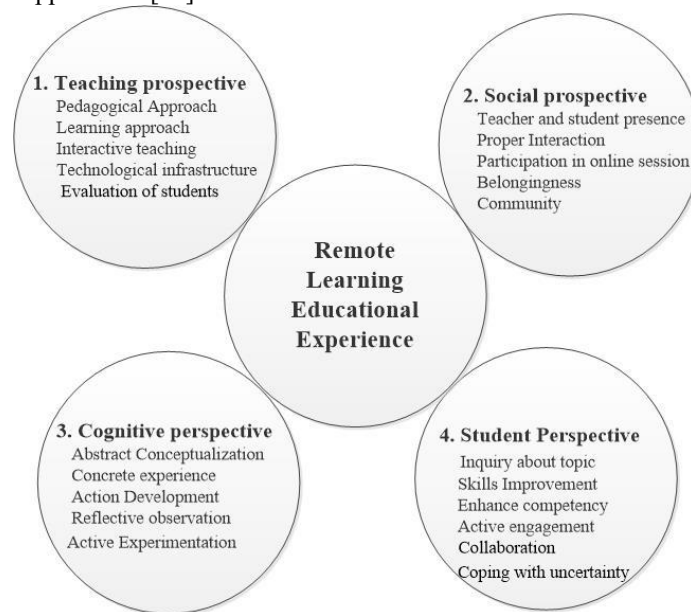 1. Teaching prospective
Pedagogical Approach
Learning approach
Interactive teaching
Technological infrastructure
Evaluation of students
2. Social prospective
Teacher and student presence
Proper Interaction
Participation in online session
Belongingness
Community
Remote
Learning
Educational
Experience
3. Cognitive perspective
Abstract Conceptualization
Concrete experience
Action Development
Reflective observation
Active Experimentation
4. Student Perspective
Inquiry about topic
Skills Improvement
Enhance competency
Active engagement
Collaboration
Coping with uncertainty